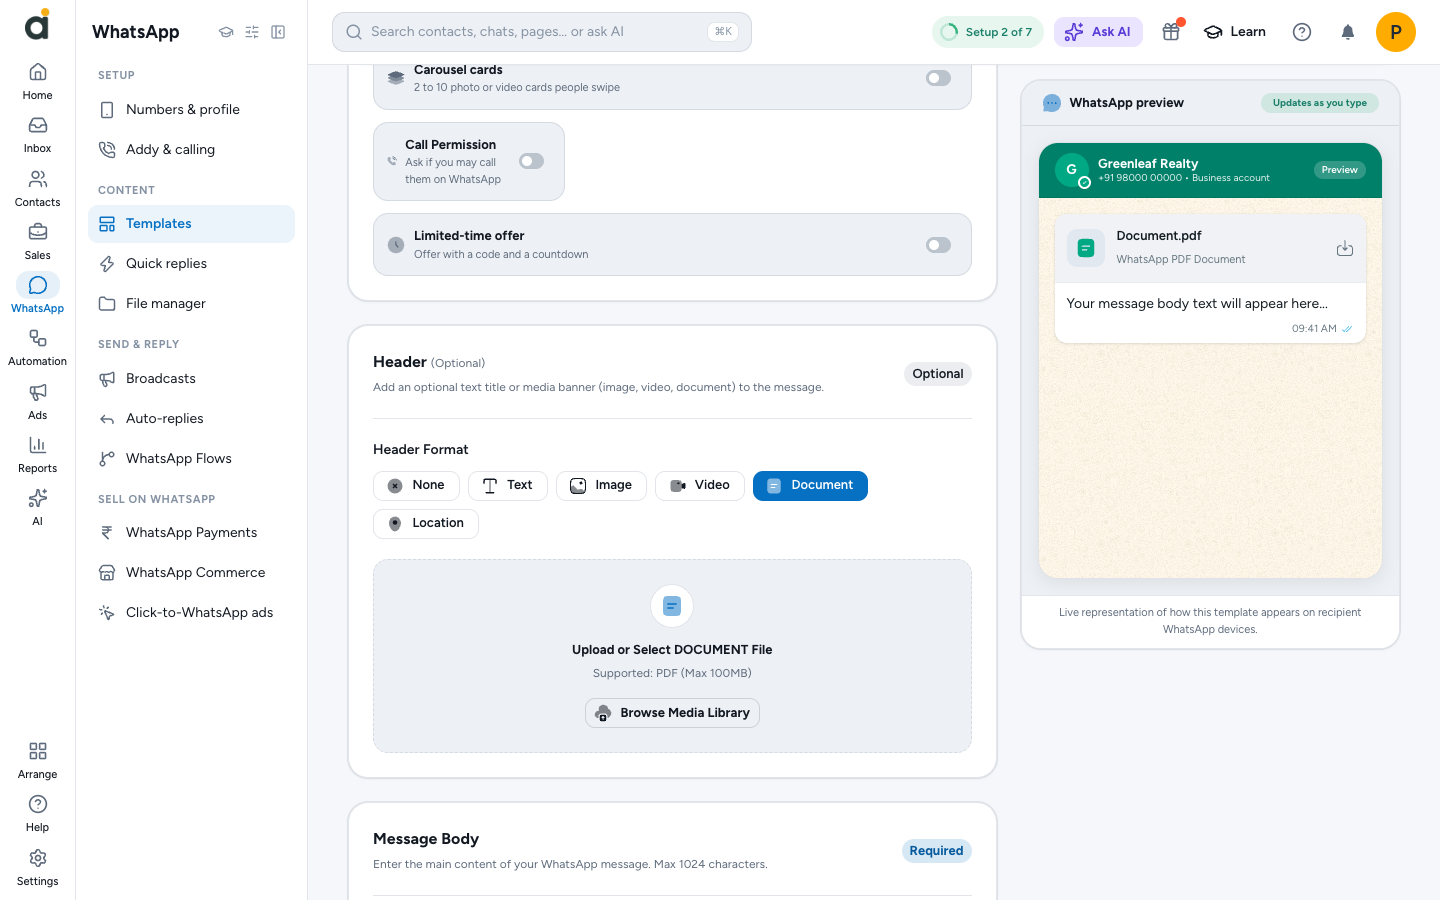 WhatsApp
Search contacts, chats, pages... or ask AI
⌘K
Setup 2 of 7
Ask AI
Learn
P
Home
Inbox
Contacts
Sales
WhatsApp
Automation
Ads
Reports
AI
Arrange
Help
Settings
SETUP
Numbers & profile
Addy & calling
CONTENT
Templates
Quick replies
File manager
SEND & REPLY
Broadcasts
Auto-replies
WhatsApp Flows
SELL ON WHATSAPP
WhatsApp Payments
WhatsApp Commerce
Click-to-WhatsApp ads
Carousel cards
2 to 10 photo or video cards people swipe
Call Permission
Ask if you may call
them on WhatsApp
Limited-time offer
Offer with a code and a countdown
Header (Optional)
Add an optional text title or media banner (image, video, document) to the message.
Optional
Header Format
None
Text
Image
Video
Document
Location
Upload or Select DOCUMENT File
Supported: PDF (Max 100MB)
Browse Media Library
Message Body
Enter the main content of your WhatsApp message. Max 1024 characters.
Required
WhatsApp preview
Updates as you type
G
Greenleaf Realty
+91 98000 00000 • Business account
Preview
Document.pdf
WhatsApp PDF Document
Your message body text will appear here...
09:41 AM
Live representation of how this template appears on recipient
WhatsApp devices.